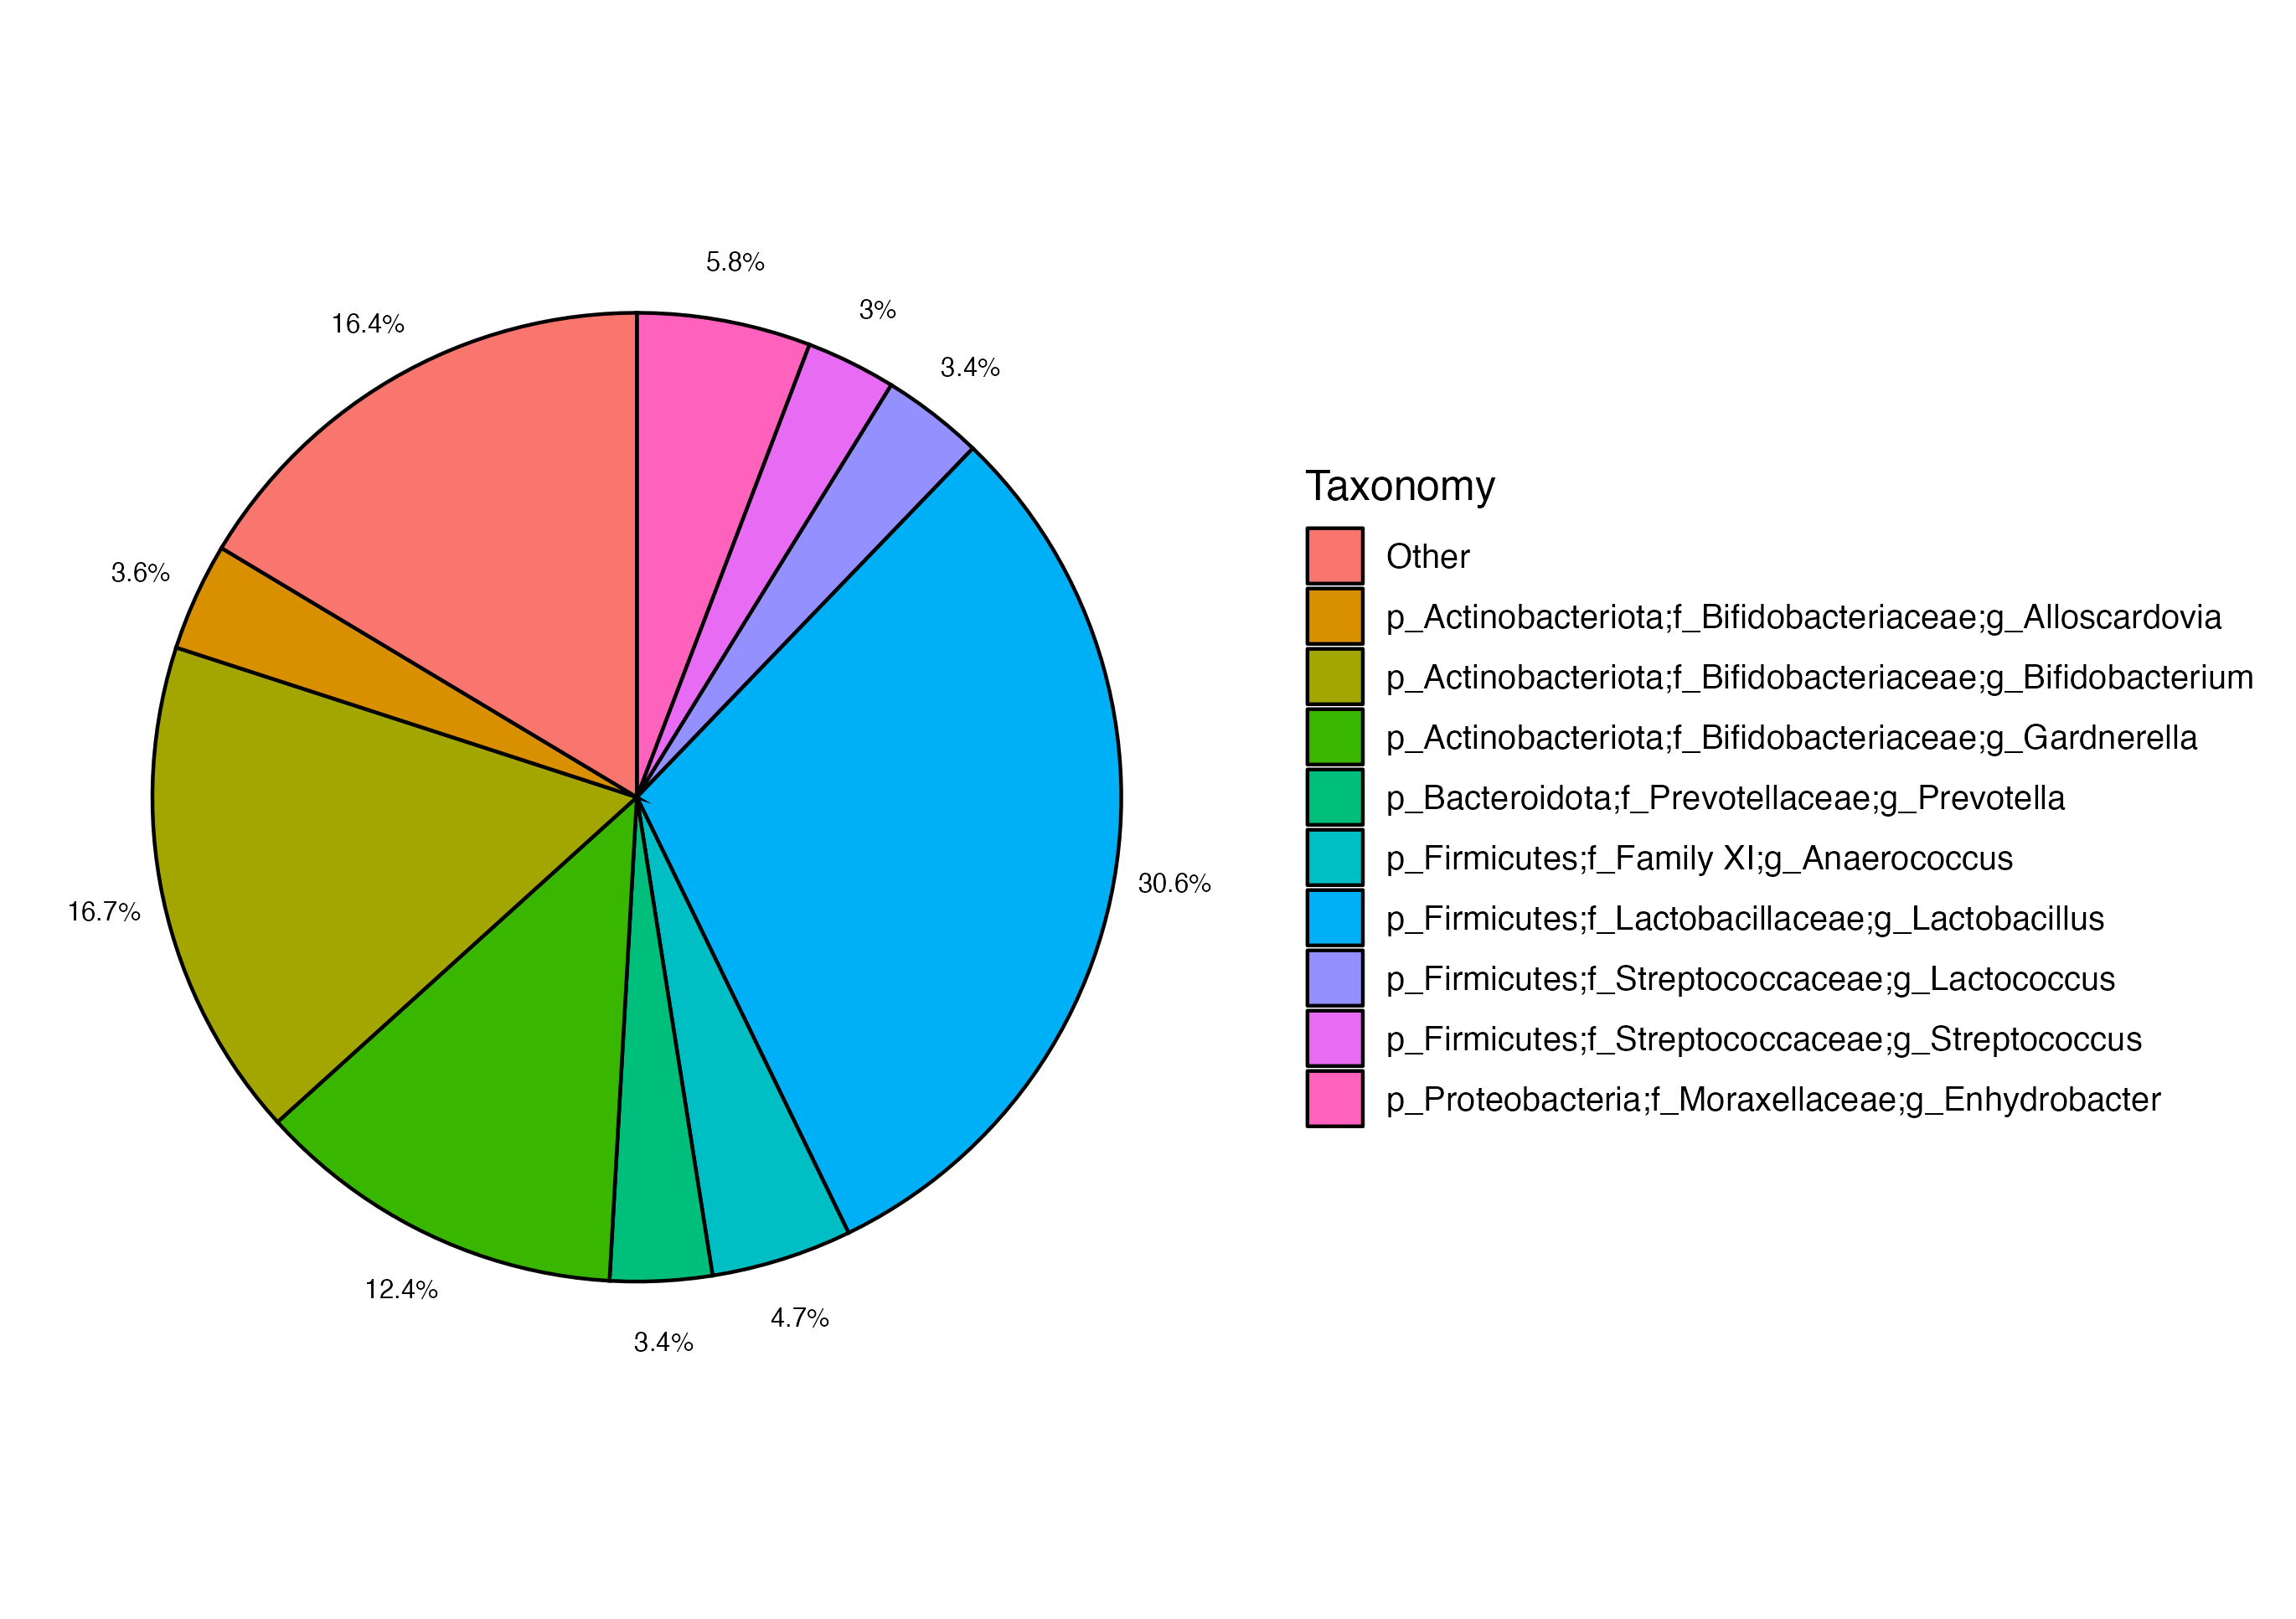 5.8%
3%
16.4%
3.4%
3.6%
30.6%
16.7%
12.4%
4.7%
3.4%
Taxonomy
Other
p_Actinobacteriota;f_Bifidobacteriaceae;g_Alloscardovia
p_Actinobacteriota;f_Bifidobacteriaceae;g_Bifidobacterium
p_Actinobacteriota;f_Bifidobacteriaceae;g_Gardnerella
p_Bacteroidota;f_Prevotellaceae;g_Prevotella
p_Firmicutes;f_Family XI;g_Anaerococcus
p_Firmicutes;f_Lactobacillaceae;g_Lactobacillus
p_Firmicutes;f_Streptococcaceae;g_Lactococcus
p_Firmicutes;f_Streptococcaceae;g_Streptococcus
p_Proteobacteria;f_Moraxellaceae;g_Enhydrobacter